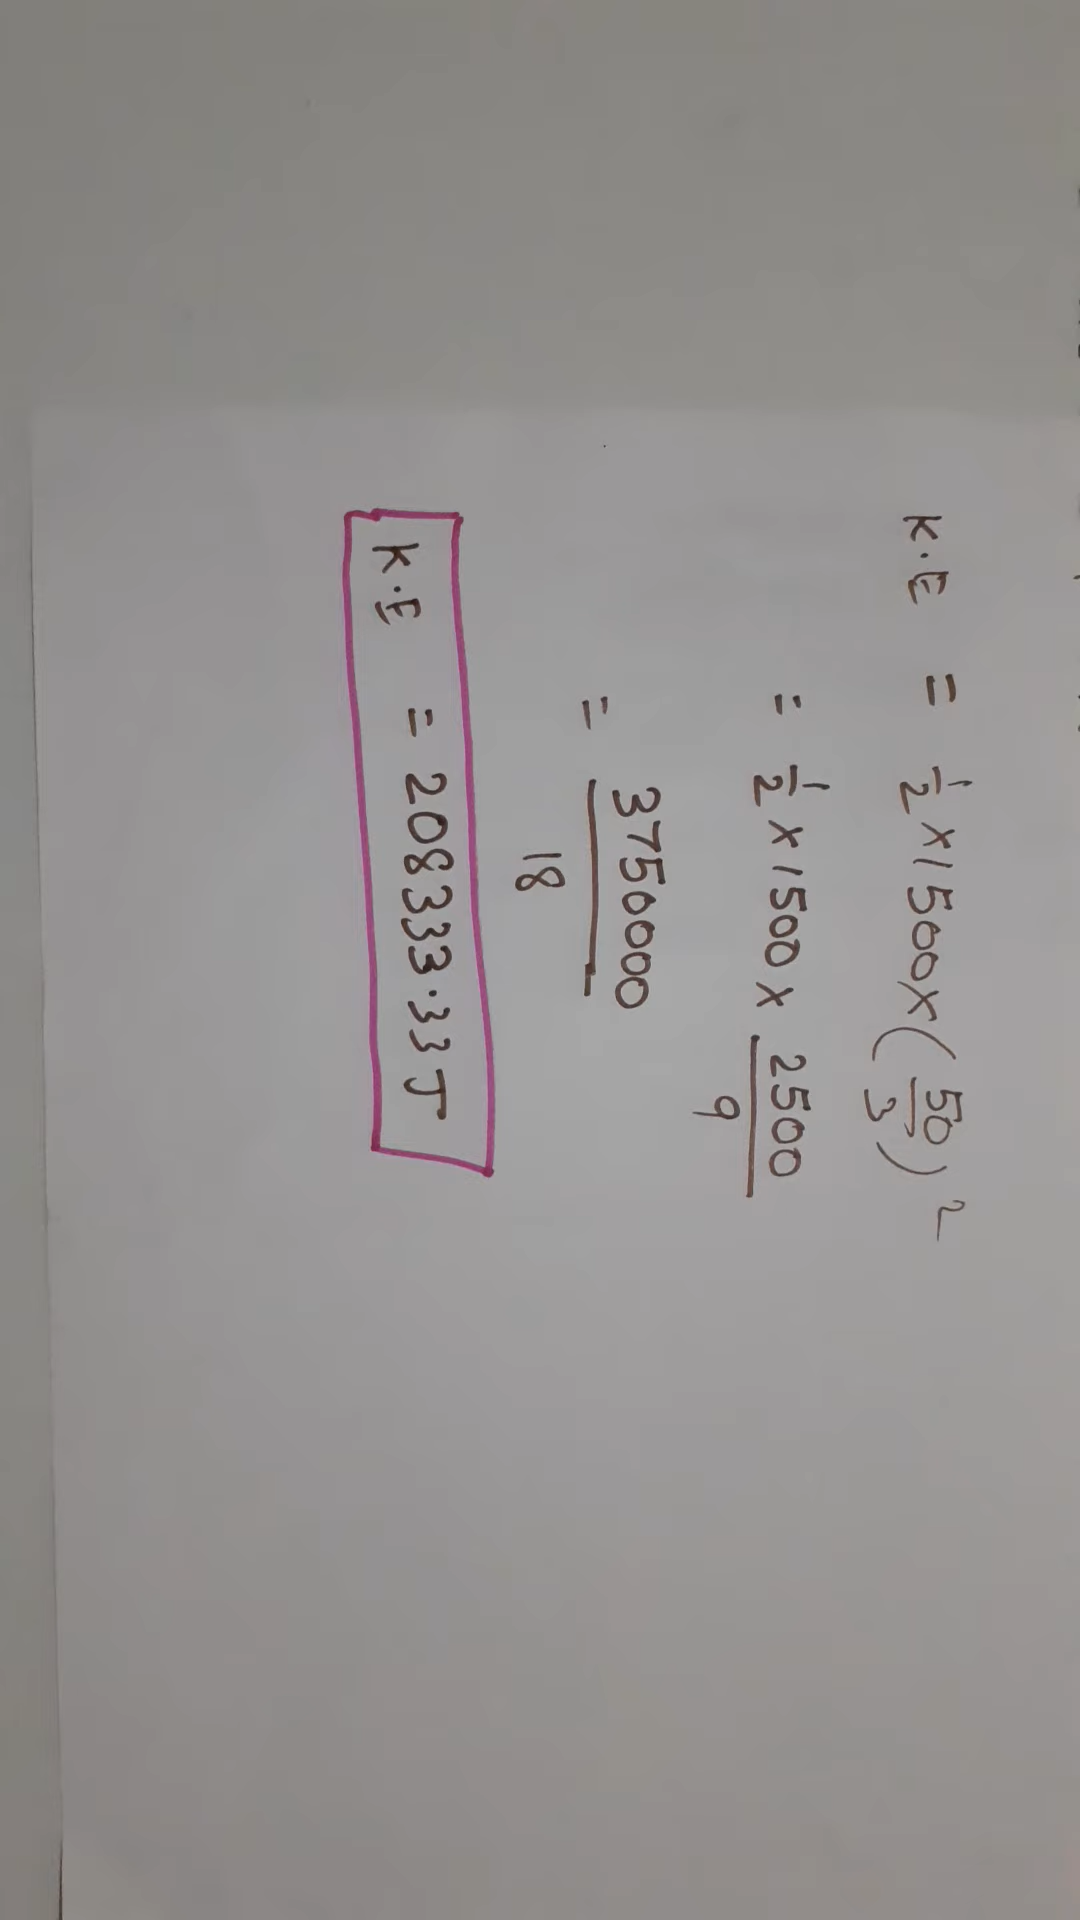 K.E = 1/2 × 1500 × (50/3)²
= 1/2 × 1500 × 2500/9
= 3750000/18
K.E = 208333.33 J